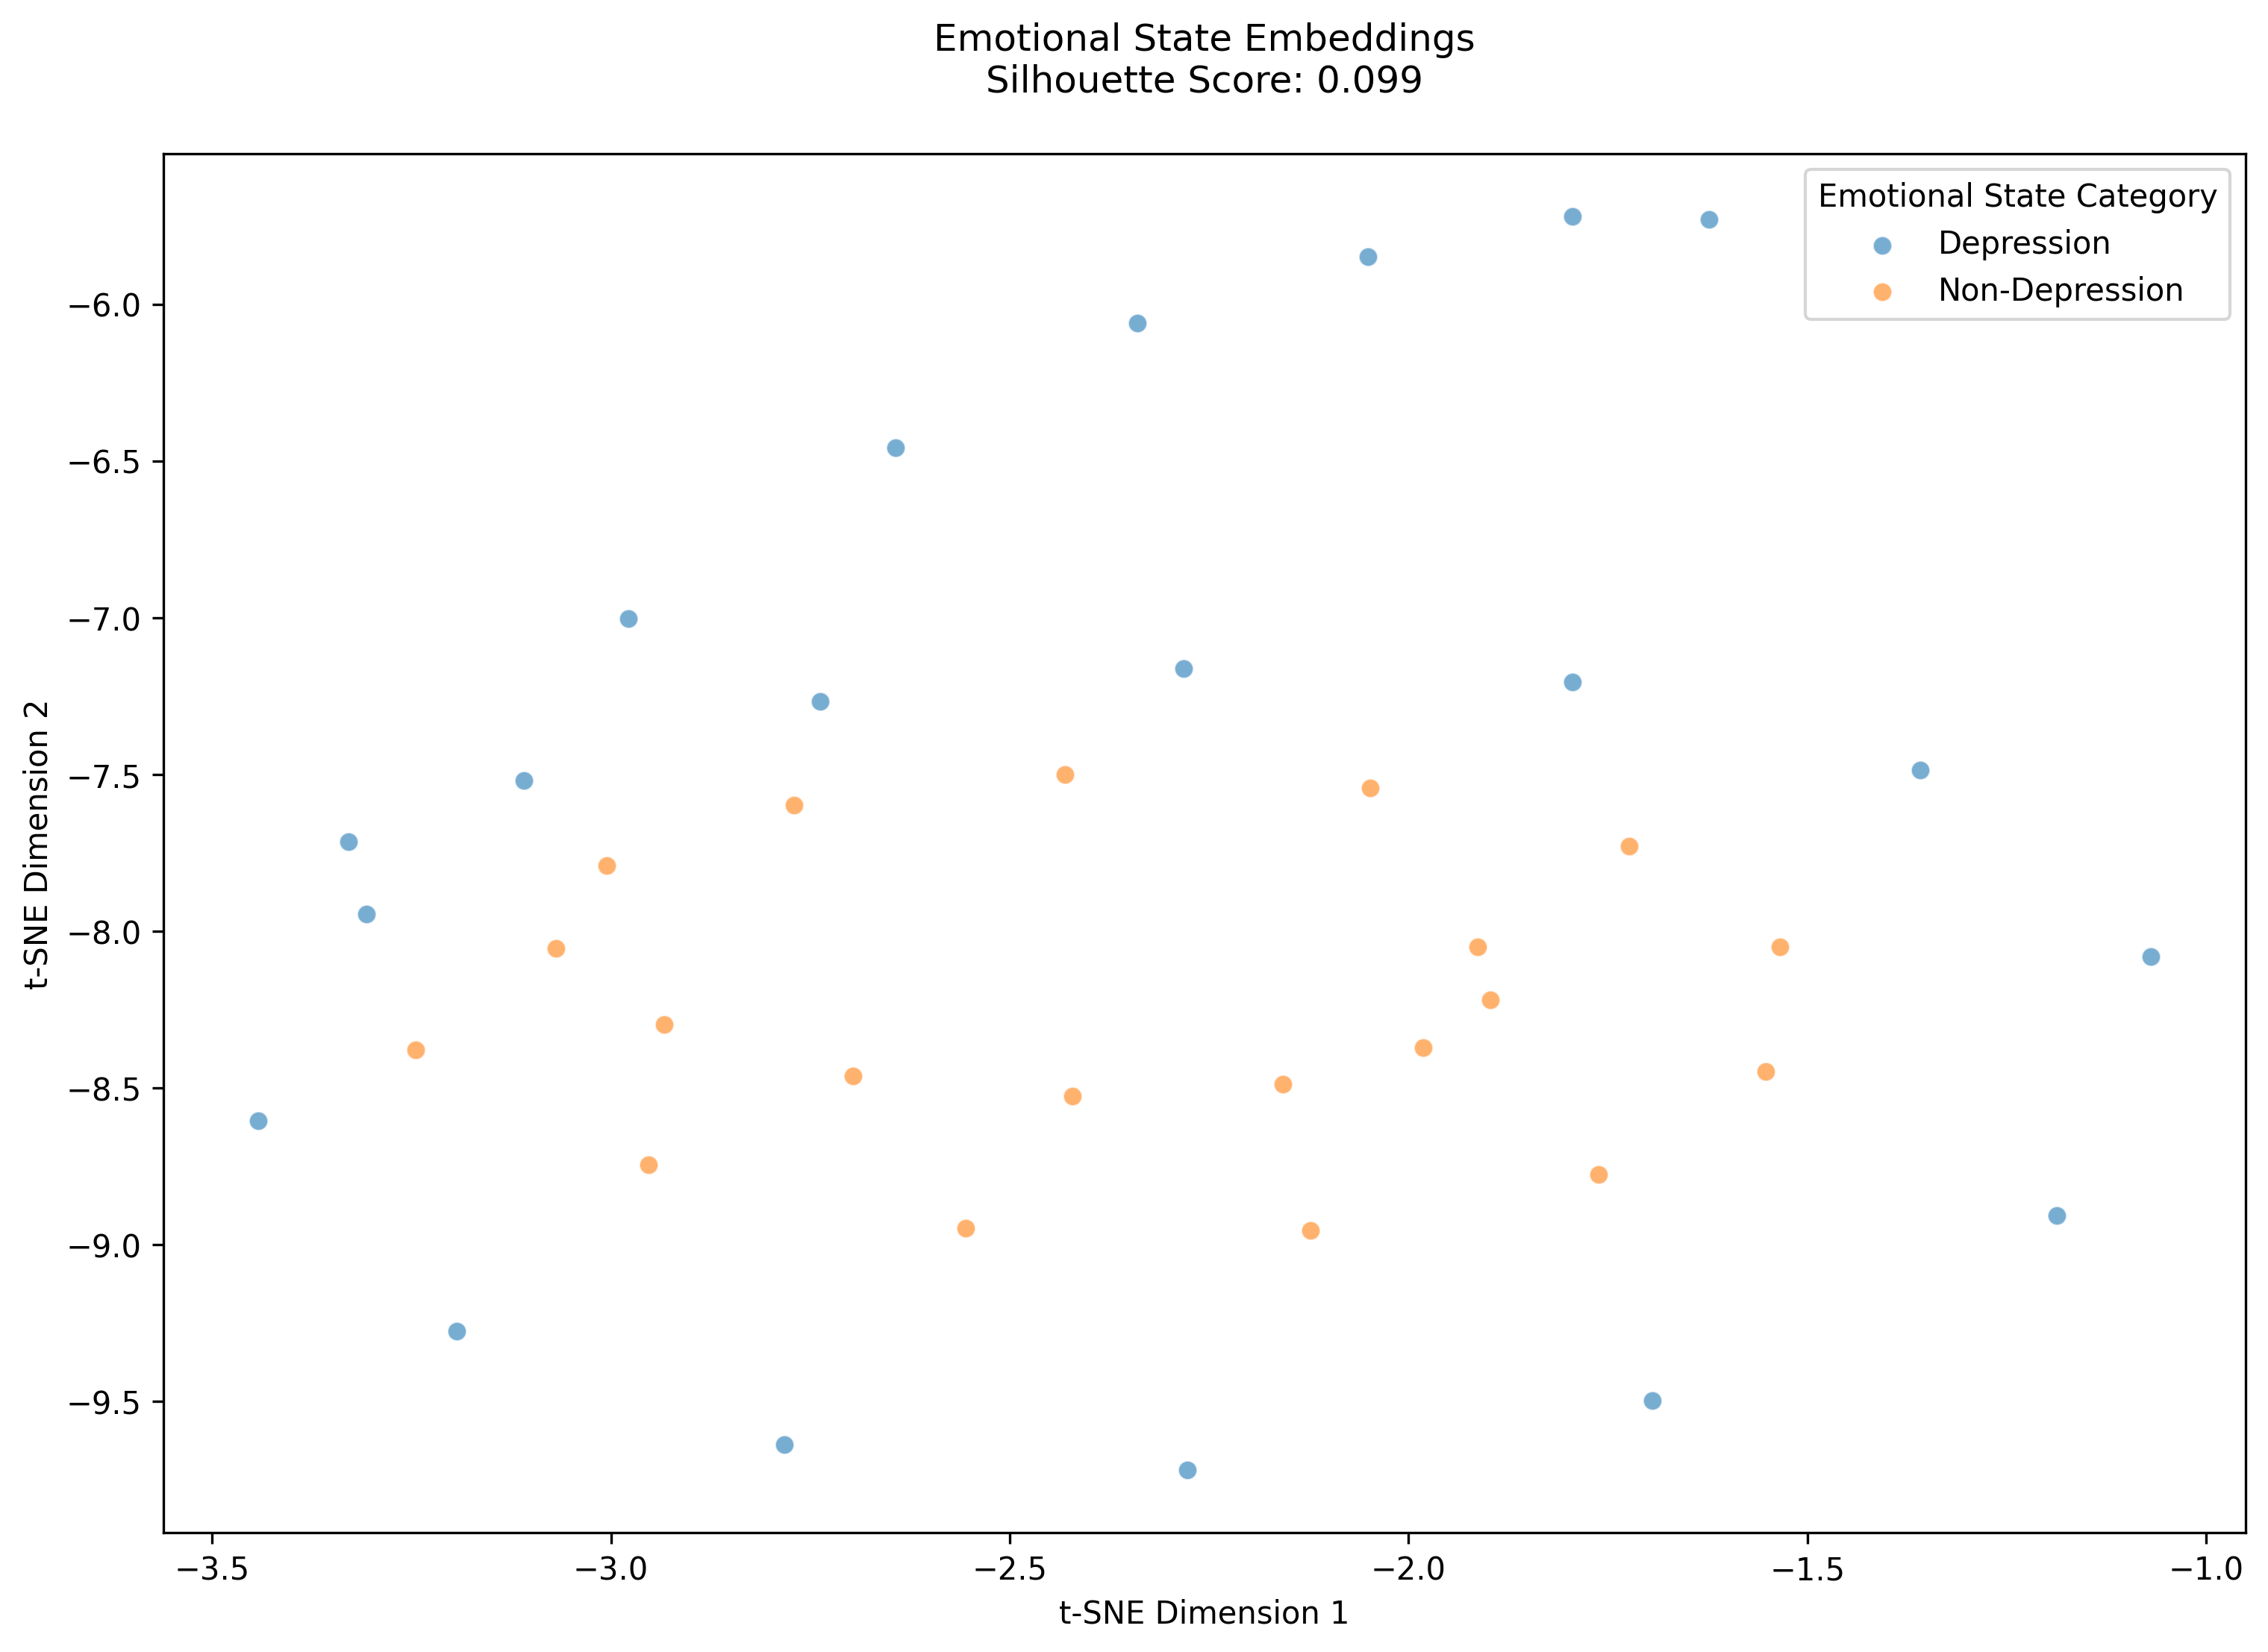 Emotional State Embeddings
Silhouette Score: 0.099
Emotional State Category
Depression
Non-Depression
−6.0
−6.5
−7.0
−7.5
−8.0
−8.5
−9.0
−9.5
t-SNE Dimension 2
−3.5
−3.0
−2.5
−2.0
−1.5
−1.0
t-SNE Dimension 1